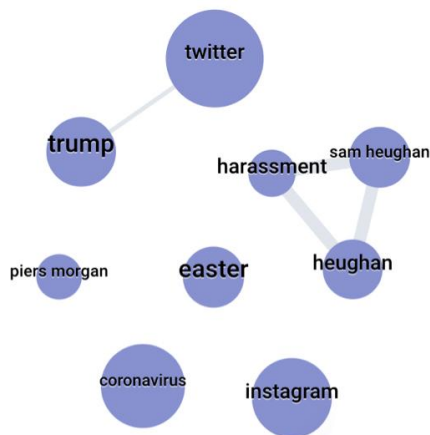 twitter
trump
sam heughan
harassment
heughan
easter
piers morgan
coronavirus
instagram